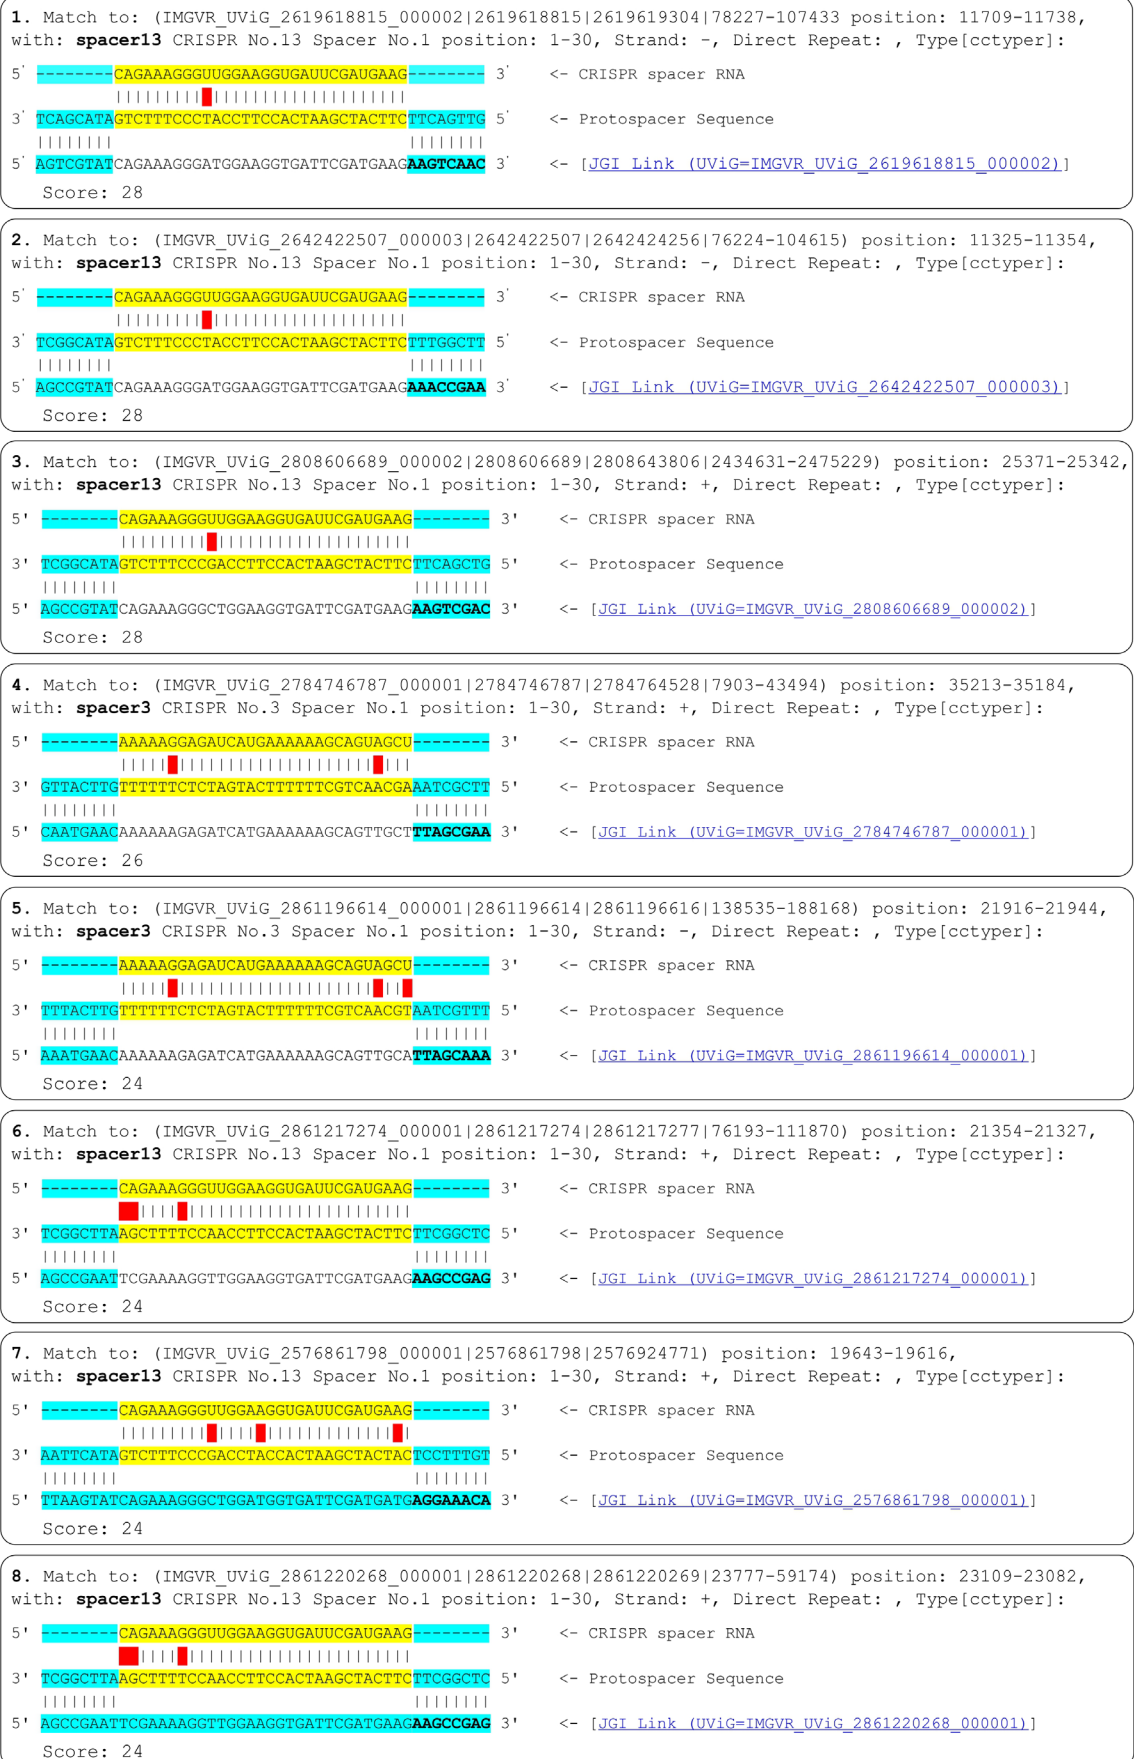 1. Match to: (IMGVR_UViG_2619618815_000002|2619618815|2619619304|78227-107433 position: 11709-11738,
with: spacer13 CRISPR No.13 Spacer No.1 position: 1-30, Strand: -, Direct Repeat: , Type[cctyper]:
5' --------CAGAAAGGGUUGGAAGGUGAUUCGAUGAAG-------- 3' <- CRISPR spacer RNA
3' TCAGCATAGTCTTTCCCTACCTTCCACTAAGCTACTTCTTCAGTTG 5' <- Protospacer Sequence
5' AGTCGTATCAGAAAGGGATGGAAGGTGATTCGATGAAGAAGTCAAC 3' <- [JGI Link (UViG=IMGVR_UViG_2619618815_000002)]
Score: 28
2. Match to: (IMGVR_UViG_2642422507_000003|2642422507|2642424256|76224-104615) position: 11325-11354,
with: spacer13 CRISPR No.13 Spacer No.1 position: 1-30, Strand: -, Direct Repeat: , Type[cctyper]:
5' --------CAGAAAGGGUUGGAAGGUGAUUCGAUGAAG-------- 3' <- CRISPR spacer RNA
3' TCGGCATAGTCTTTCCCTACCTTCCACTAAGCTACTTCTTTGGCTT 5' <- Protospacer Sequence
5' AGCCGTATCAGAAAGGGATGGAAGGTGATTCGATGAAGAAACCGAA 3' <- [JGI Link (UViG=IMGVR_UViG_2642422507_000003)]
Score: 28
3. Match to: (IMGVR_UViG_2808606689_000002|2808606689|2808643806|2434631-2475229) position: 25371-25342,
with: spacer13 CRISPR No.13 Spacer No.1 position: 1-30, Strand: +, Direct Repeat: , Type[cctyper]:
5' --------CAGAAAGGGUUGGAAGGUGAUUCGAUGAAG-------- 3' <- CRISPR spacer RNA
3' TCGGCATAGTCTTTCCCGACCTTCCACTAAGCTACTTCTTCAGCTG 5' <- Protospacer Sequence
5' AGCCGTATCAGAAAGGGCTGGAAGGTGATTCGATGAAGAAGTCGAC 3' <- [JGI Link (UViG=IMGVR_UViG_2808606689_000002)]
Score: 28
4. Match to: (IMGVR_UViG_2784746787_000001|2784746787|2784764528|7903-43494) position: 35213-35184,
with: spacer3 CRISPR No.3 Spacer No.1 position: 1-30, Strand: +, Direct Repeat: , Type[cctyper]:
5' --------AAAAAGGAGAUCAUGAAAAAAGCAGUAGCU-------- 3' <- CRISPR spacer RNA
3' GTTACTTGTTTTTTCTCTAGTACTTTTTTCGTCAACGAAATCGCTT 5' <- Protospacer Sequence
5' CAATGAACAAAAAAGAGATCATGAAAAAAGCAGTTGCTTTAGCGAA 3' <- [JGI Link (UViG=IMGVR_UViG_2784746787_000001)]
Score: 26
5. Match to: (IMGVR_UViG_2861196614_000001|2861196614|2861196616|138535-188168) position: 21916-21944,
with: spacer3 CRISPR No.3 Spacer No.1 position: 1-30, Strand: -, Direct Repeat: , Type[cctyper]:
5' --------AAAAAGGAGAUCAUGAAAAAAGCAGUAGCU-------- 3' <- CRISPR spacer RNA
3' TTTACTTGTTTTTTCTCTAGTACTTTTTTCGTCAACGTAATCGTTT 5' <- Protospacer Sequence
5' AAATGAACAAAAAAGAGATCATGAAAAAAGCAGTTGCATTAGCAAA 3' <- [JGI Link (UViG=IMGVR_UViG_2861196614_000001)]
Score: 24
6. Match to: (IMGVR_UViG_2861217274_000001|2861217274|2861217277|76193-111870) position: 21354-21327,
with: spacer13 CRISPR No.13 Spacer No.1 position: 1-30, Strand: +, Direct Repeat: , Type[cctyper]:
5' --------CAGAAAGGGUUGGAAGGUGAUUCGAUGAAG-------- 3' <- CRISPR spacer RNA
3' TCGGCTTAAGCTTTTCCAACCTTCCACTAAGCTACTTCTTCGGCTC 5' <- Protospacer Sequence
5' AGCCGAATTCGAAAAGGTTGGAAGGTGATTCGATGAAGAAGCCGAG 3' <- [JGI Link (UViG=IMGVR_UViG_2861217274_000001)]
Score: 24
7. Match to: (IMGVR_UViG_2576861798_000001|2576861798|2576924771) position: 19643-19616,
with: spacer13 CRISPR No.13 Spacer No.1 position: 1-30, Strand: +, Direct Repeat: , Type[cctyper]:
5' --------CAGAAAGGGUUGGAAGGUGAUUCGAUGAAG-------- 3' <- CRISPR spacer RNA
3' AATTCATAGTCTTTCCCGACCTACCACTAAGCTACTACTCCTTTGT 5' <- Protospacer Sequence
5' TTAAGTATCAGAAAGGGCTGGATGGTGATTCGATGATGAGGAAACA 3' <- [JGI Link (UViG=IMGVR_UViG_2576861798_000001)]
Score: 24
8. Match to: (IMGVR_UViG_2861220268_000001|2861220268|2861220269|23777-59174) position: 23109-23082,
with: spacer13 CRISPR No.13 Spacer No.1 position: 1-30, Strand: +, Direct Repeat: , Type[cctyper]:
5' --------CAGAAAGGGUUGGAAGGUGAUUCGAUGAAG-------- 3' <- CRISPR spacer RNA
3' TCGGCTTAAGCTTTTCCAACCTTCCACTAAGCTACTTCTTCGGCTC 5' <- Protospacer Sequence
5' AGCCGAATTCGAAAAGGTTGGAAGGTGATTCGATGAAGAAGCCGAG 3' <- [JGI Link (UViG=IMGVR_UViG_2861220268_000001)]
Score: 24